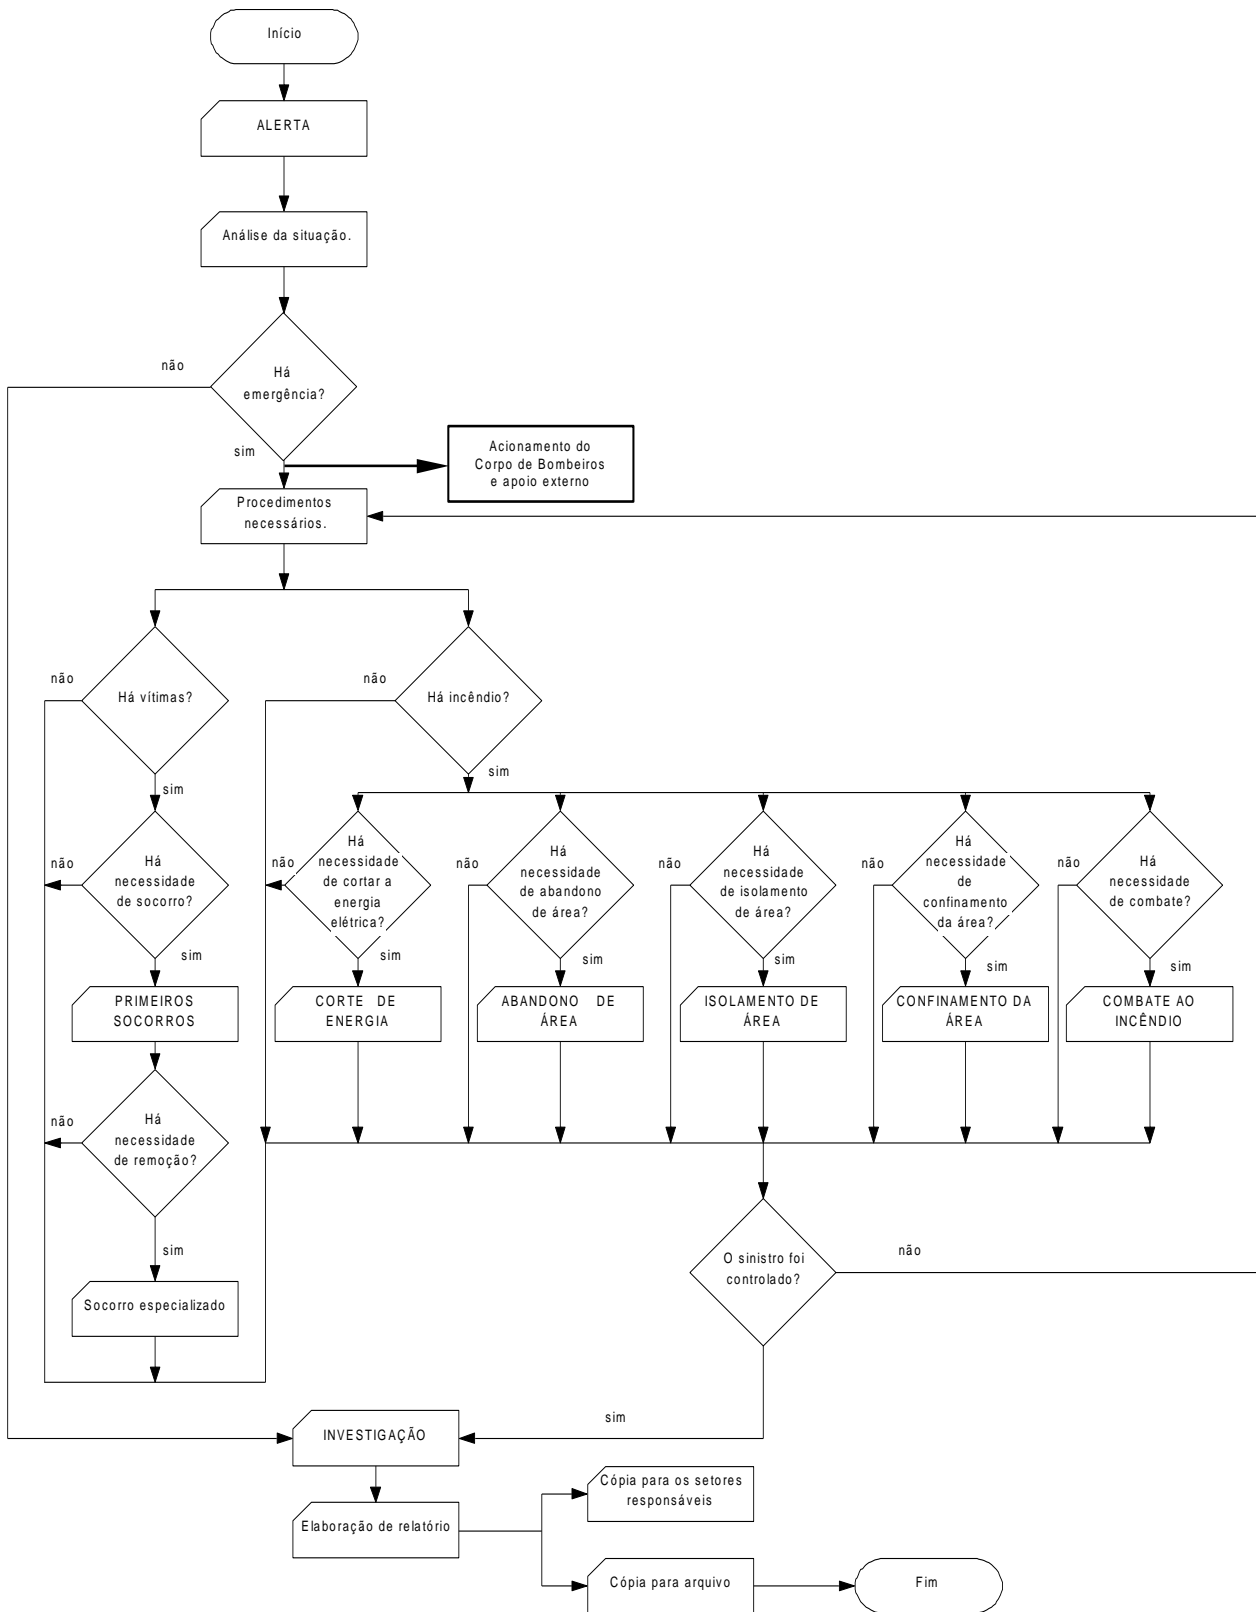 Início
ALERTA
Análise da situação.
não
Há
emergência?
sim
Acionamento do
Corpo de Bombeiros
e apoio externo
Procedimentos
necessários.
não
Há vítimas?
sim
não
Há incêndio?
sim
não
Há
necessidade
de socorro?
sim
não
Há
necessidade
de cortar a
energia
elétrica?
sim
não
Há
necessidade
de abandono
de área?
sim
não
Há
necessidade
de isolamento
de área?
sim
não
Há
necessidade
de
confinamento
da área?
sim
não
Há
necessidade
de combate?
sim
PRIMEIROS
SOCORROS
CORTE DE
ENERGIA
ABANDONO DE
ÁREA
ISOLAMENTO DE
ÁREA
CONFINAMENTO DA
ÁREA
COMBATE AO
INCÊNDIO
não
Há
necessidade
de remoção?
sim
Socorro especializado
O sinistro foi
controlado?
não
sim
INVESTIGAÇÃO
Elaboração de relatório
Cópia para os setores
responsáveis
Cópia para arquivo
Fim